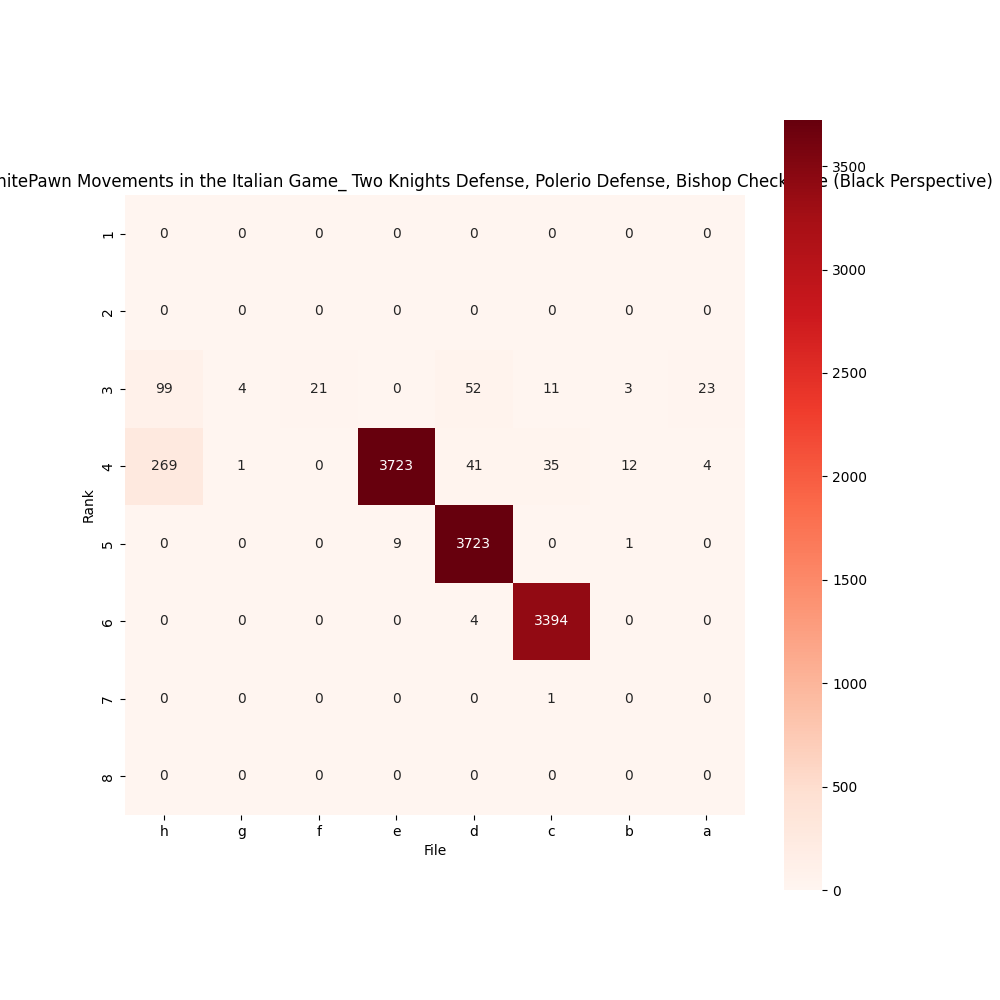 Movements in the Italian Game_ Two Knights Defense, Polerio Defense, Bishop (Black Perspective)
1 0 0 0 0 0 0 0 0
2 0 0 0 0 0 0 0 0
3 99 4 21 0 52 11 3 23
4 269 1 0 3723 41 35 12 4
Rank
5 0 0 0 9 3723 0 1 0
6 0 0 0 0 4 3394 0 0
7 0 0 0 0 0 1 0 0
8 0 0 0 0 0 0 0 0
h g f e d c b a
File
3500
3000
2500
2000
1500
1000
500
0